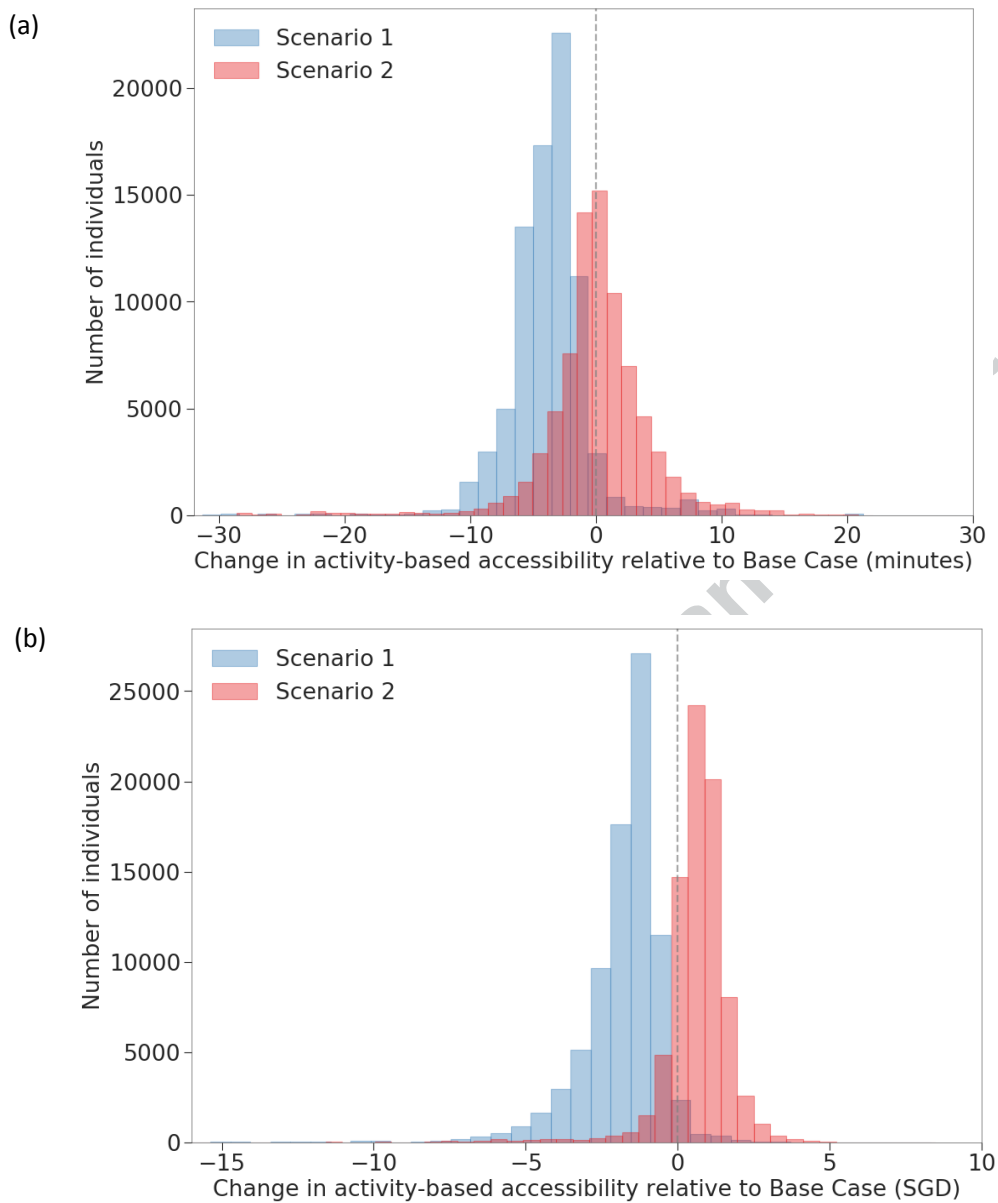 (a)
Scenario 1
Scenario 2
20000
15000
10000
5000
0
Number of individuals
−30 −20 −10 0 10 20 30
Change in activity-based accessibility relative to Base Case (minutes)
(b)
Scenario 1
Scenario 2
25000
20000
15000
10000
5000
0
Number of individuals
−15 −10 −5 0 5 10
Change in activity-based accessibility relative to Base Case (SGD)